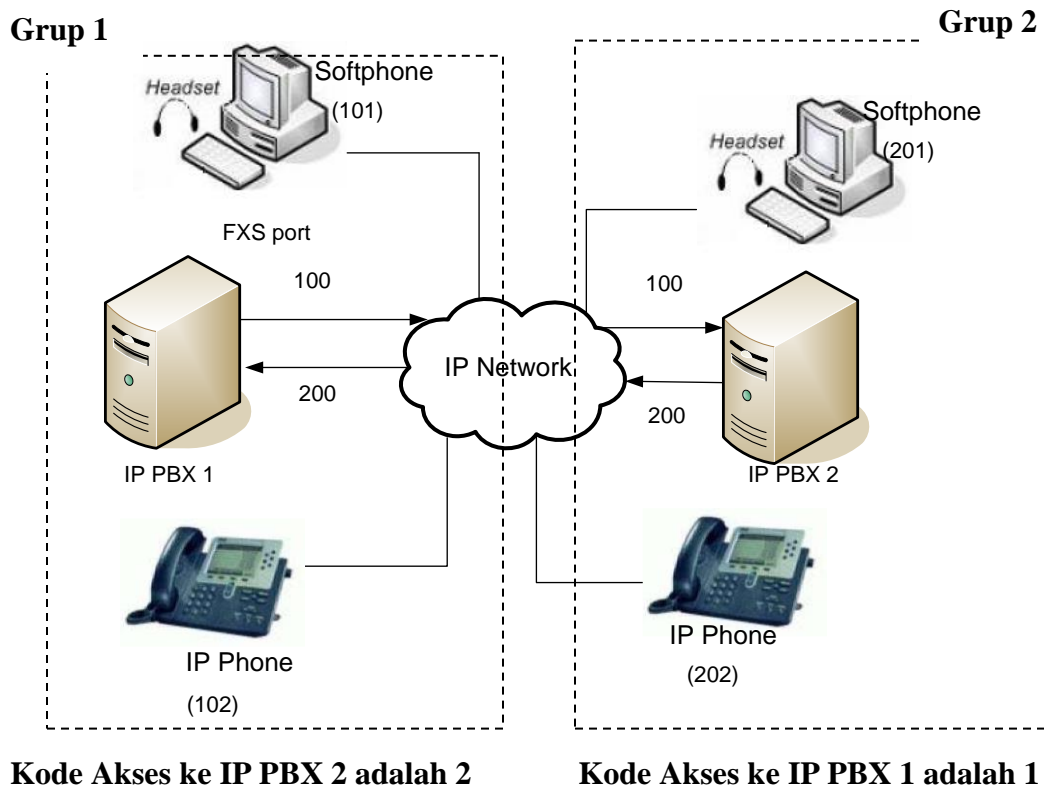 Grup 1
Grup 2
Softphone
Headset
(101)
Softphone
Headset
(201)
FXS port
100
100
IP Network
200
200
IP PBX 1
IP PBX 2
IP Phone
(102)
IP Phone
(202)
Kode Akses ke IP PBX 2 adalah 2
Kode Akses ke IP PBX 1 adalah 1